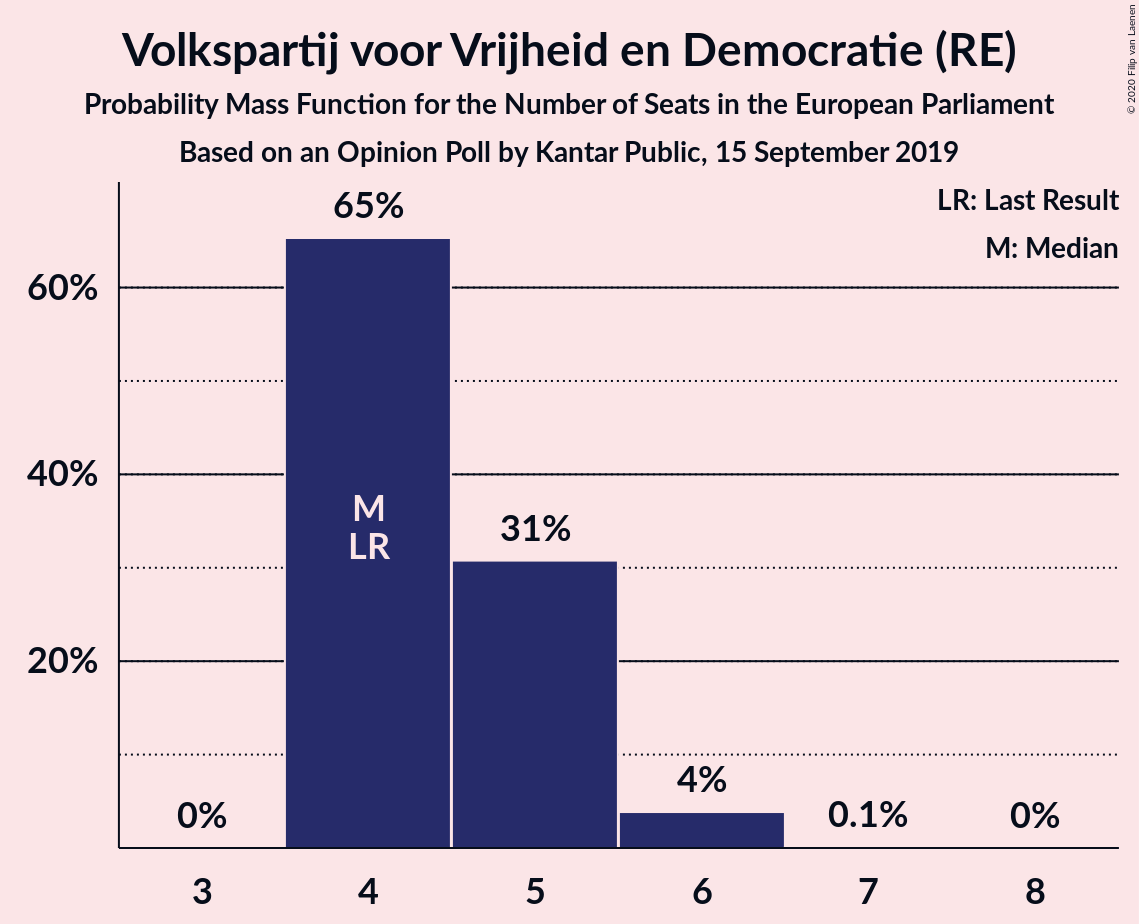 Volkspartij voor Vrijheid en Democratie (RE)
Probability Mass Function for the Number of Seats in the European Parliament
Based on an Opinion Poll by Kantar Public, 15 September 2019
© 2020 Filip van Laenen
LR: Last Result
M: Median
65%
60%
40%
M
LR
31%
20%
4%
0%
0.1%
0%
3 4 5 6 7 8